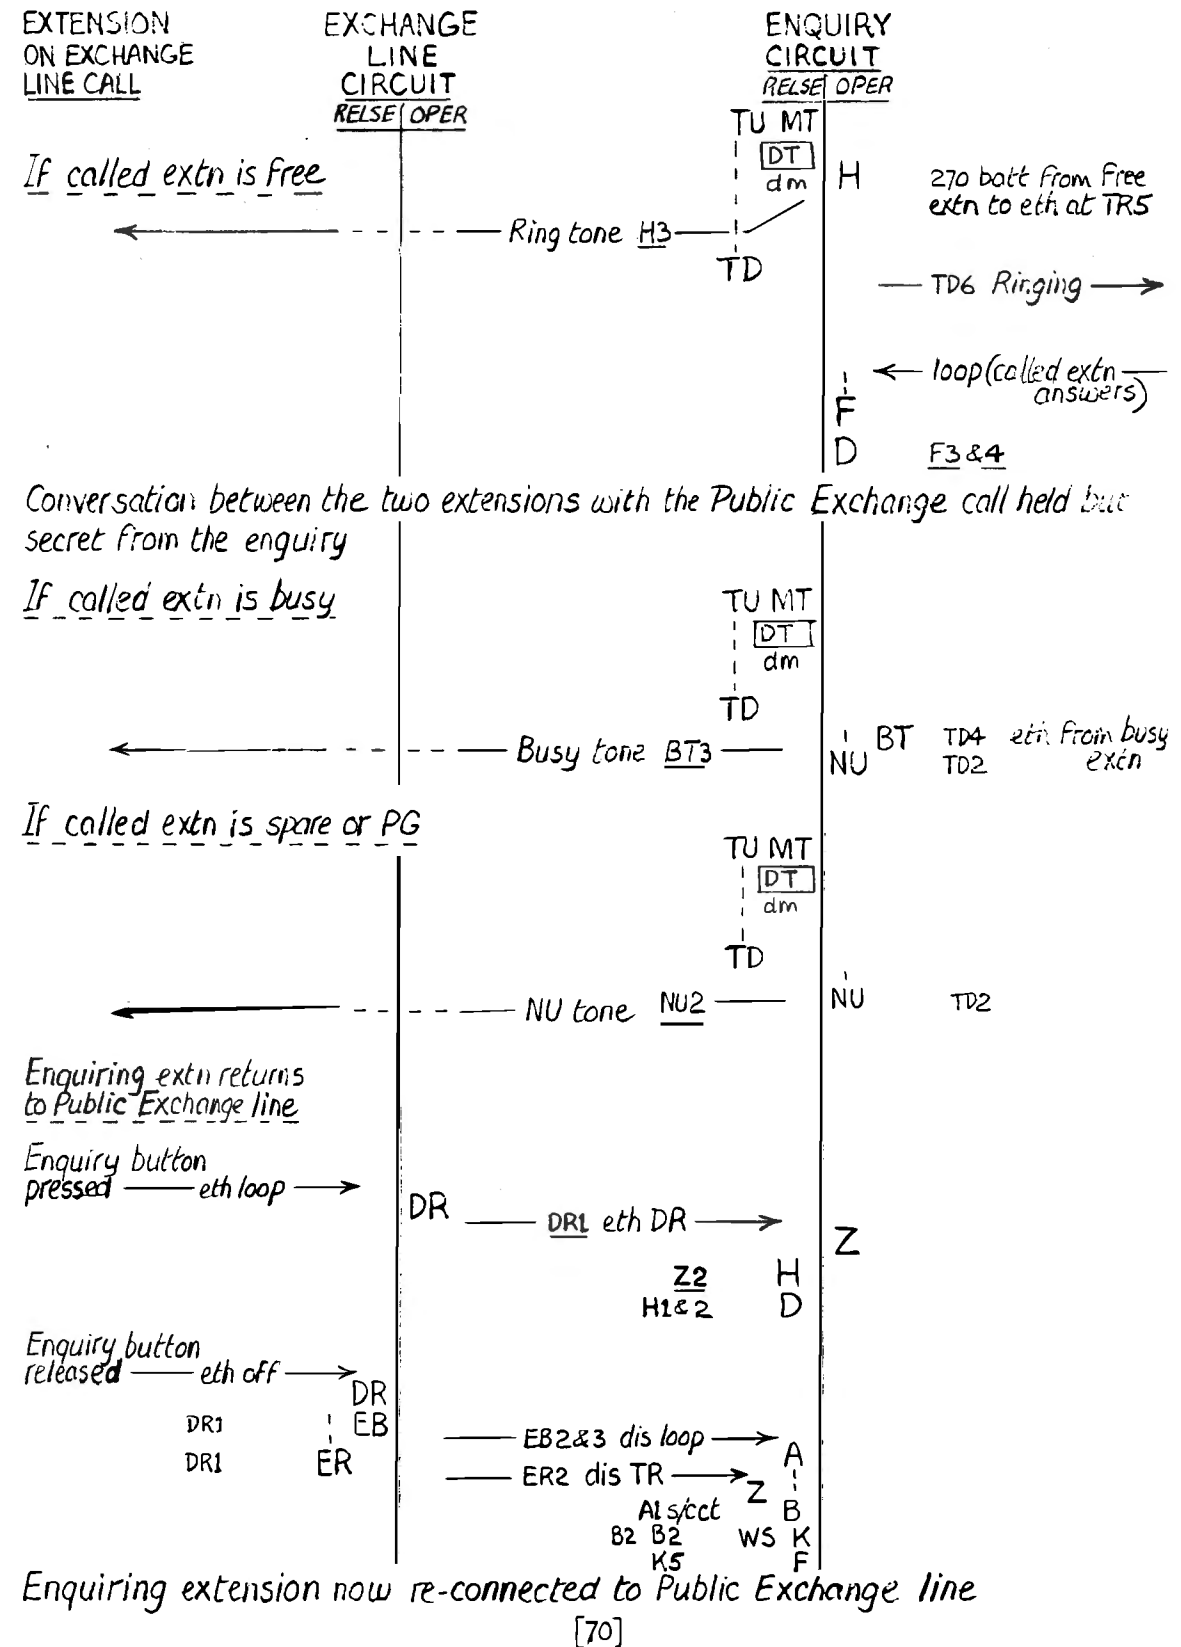 EXTENSION
ON EXCHANGE
LINE CALL
EXCHANGE
LINE
CIRCUIT
RELSE OPER
ENQUIRY
CIRCUIT
RELSE OPER
TU MT
DT
dm
H
If called extn is free
270 batt from free
extn to eth at TR5
Ring tone H3
TD
TD6 Ringing
loop (called extn
answers)
F
D
F3 & 4
Conversation between the two extensions with the Public Exchange call held but
secret from the enquiry
If called extn is busy
TU MT
DT
dm
TD
Busy tone BT3
BT TD4 eth from busy
NU TD2 extn
If called extn is spare or PG
TU MT
DT
dm
TD
NU tone NU2
NU TD2
Enquiring extn returns
to Public Exchange line
Enquiry button
pressed eth loop
DR
DR1 eth DR
Z
Z2 H
H1&2 D
Enquiry button
released eth off
DR
DR1 EB
EB2&3 dis loop
A
DR1 ER
ER2 dis TR
Z
A1 s/cct B
B2 B2 WS K
K5 F
Enquiring extension now re-connected to Public Exchange line
[70]